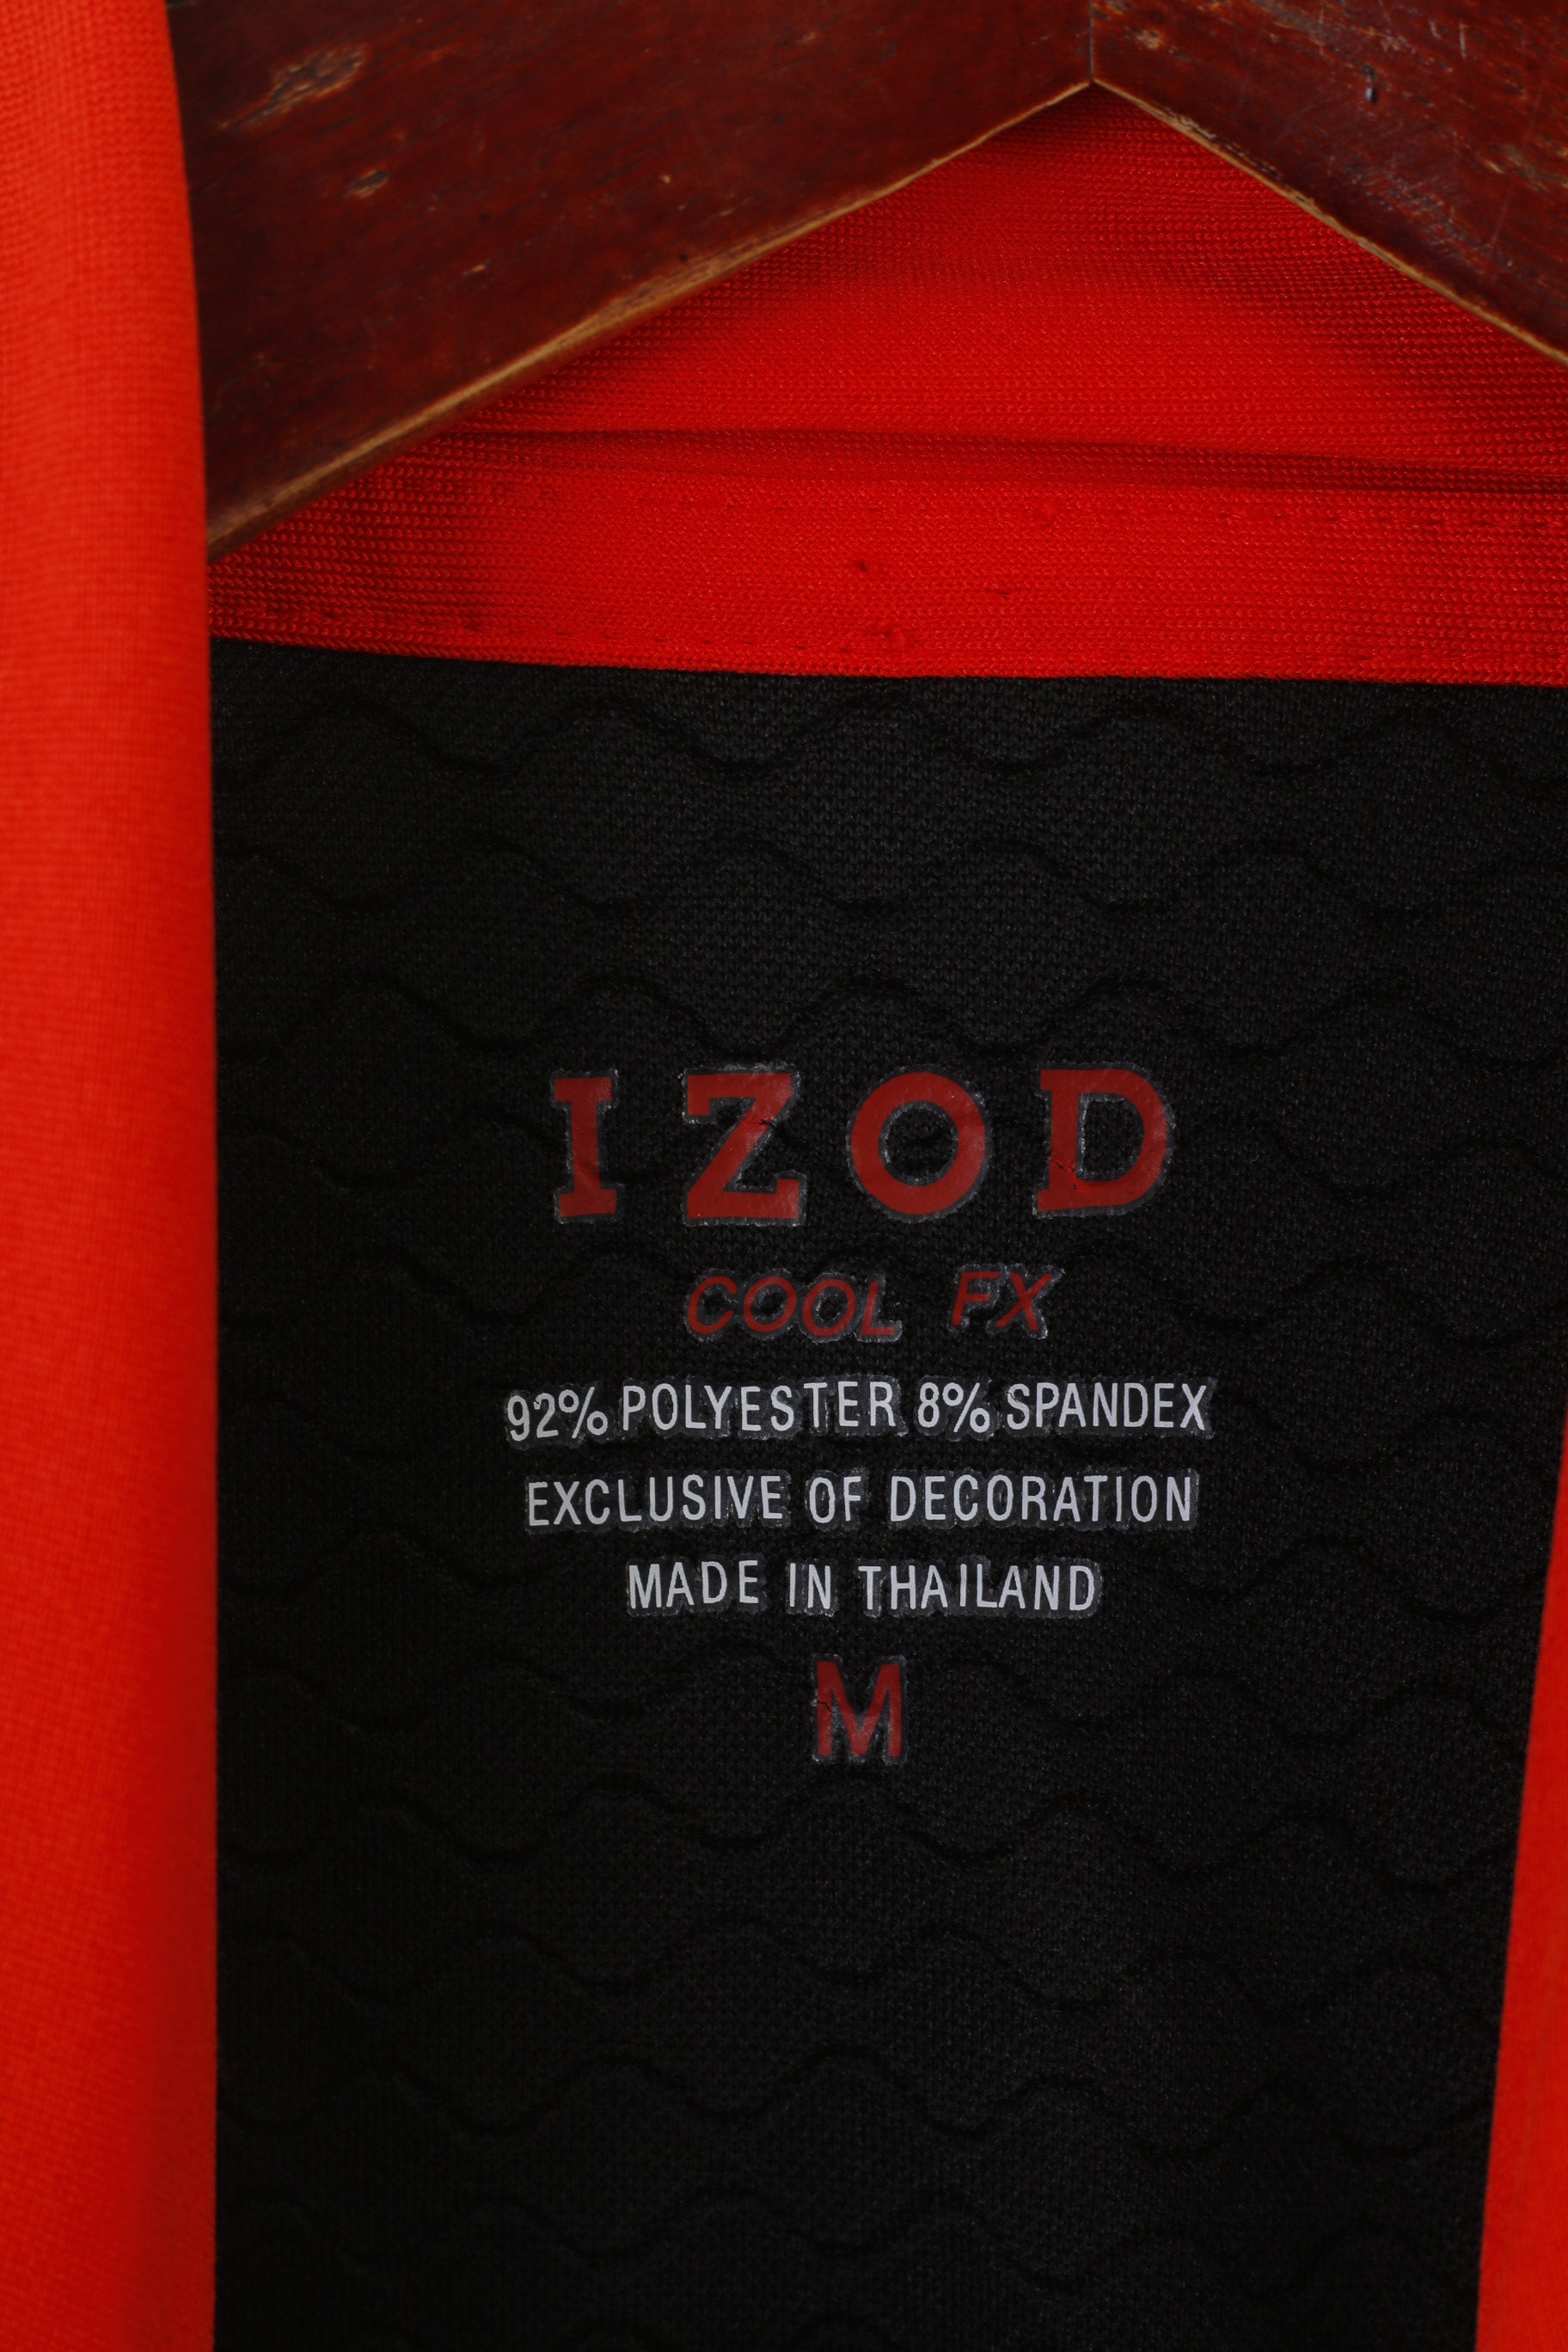 IZOD
COOL FX
92% POLYESTER 8% SPANDEX
EXCLUSIVE OF DECORATION
MADE IN THAILAND
M